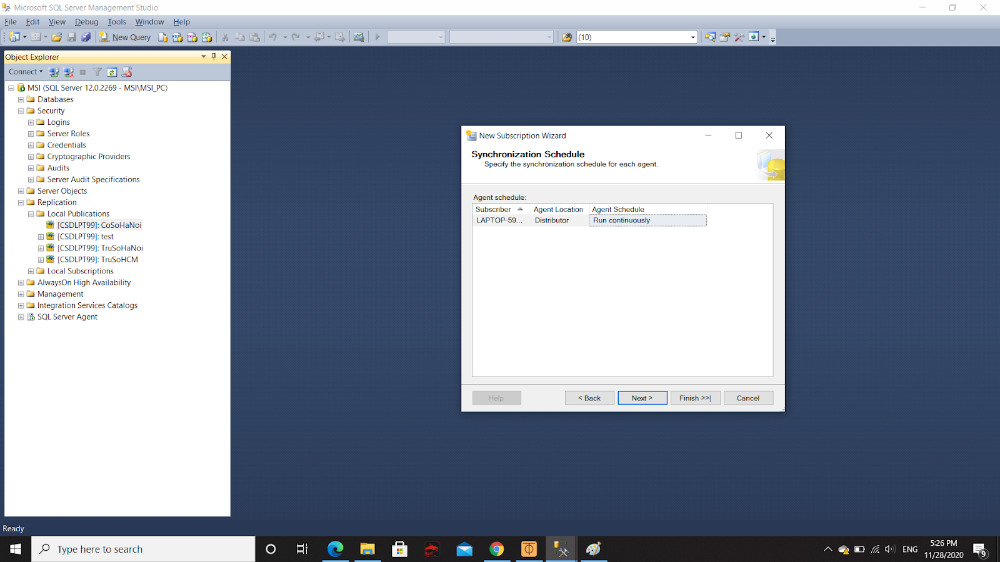 Microsoft SQL Server Management Studio
File Edit View Debug Tools Window Help
New Query (10)
Object Explorer
Connect
MSI (SQL Server 12.0.2269 - MSI\MSI_PC)
Databases
Security
Logins
Server Roles
Credentials
Cryptographic Providers
Audits
Server Audit Specifications
Server Objects
Replication
Local Publications
[CSDLPT99]: CoSoHaNoi
[CSDLPT99]: test
[CSDLPT99]: TruSoHaNoi
[CSDLPT99]: TruSoHCM
Local Subscriptions
AlwaysOn High Availability
Management
Integration Services Catalogs
SQL Server Agent
New Subscription Wizard
Synchronization Schedule
Specify the synchronization schedule for each agent.
Agent schedule:
Subscriber Agent Location Agent Schedule
LAPTOP-59... Distributor Run continuously
Help < Back Next > Finish >>| Cancel
Ready
Type here to search
ENG
5:26 PM
11/28/2020
9